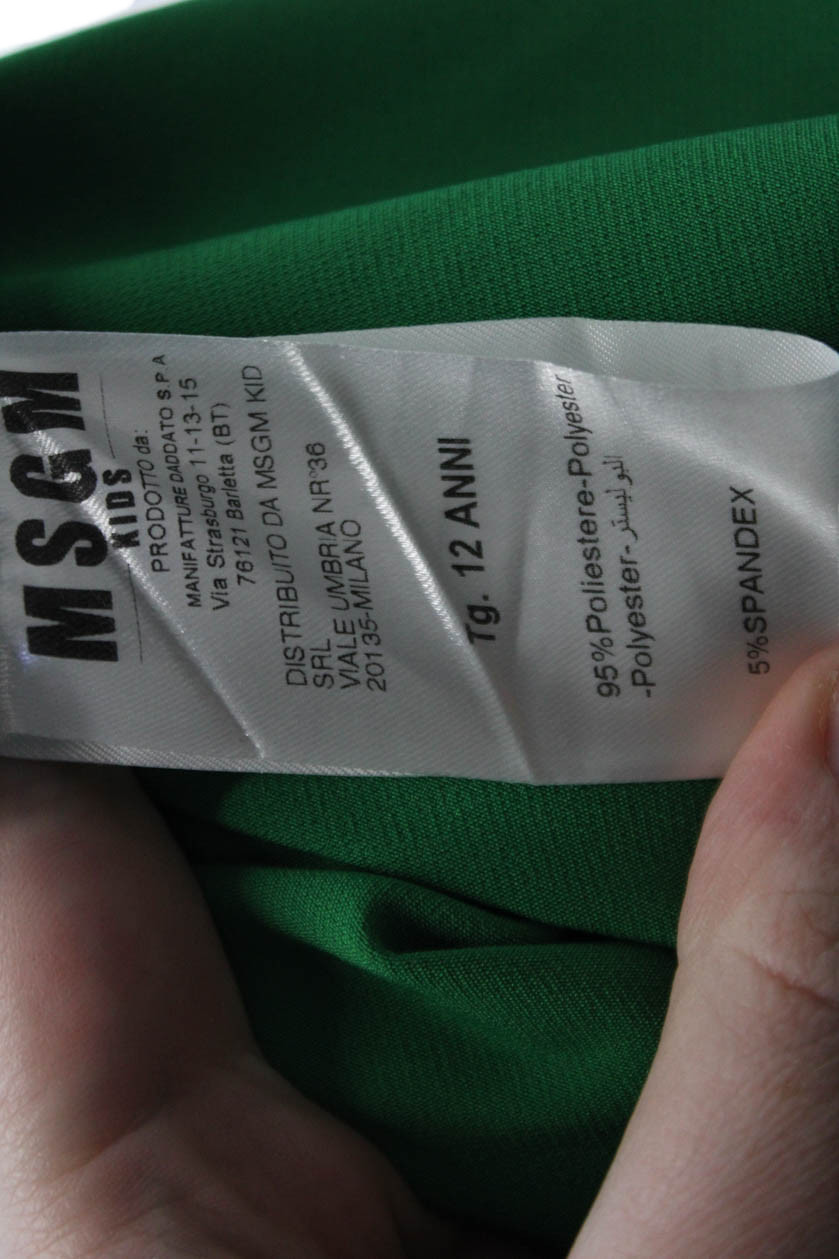 MSGM
KIDS
PRODOTTO da:
MANIFATTURE DADDATO S.P.A
Via Strasburgo 11-13-15
76121 Barletta (BT)
DISTRIBUITO DA MSGM KID
SRL
VIALE UMBRIA NR°36
20135-MILANO
Tg. 12 ANNI
95%Poliestere-Polyester
-Polyester- البوليستر
5%SPANDEX